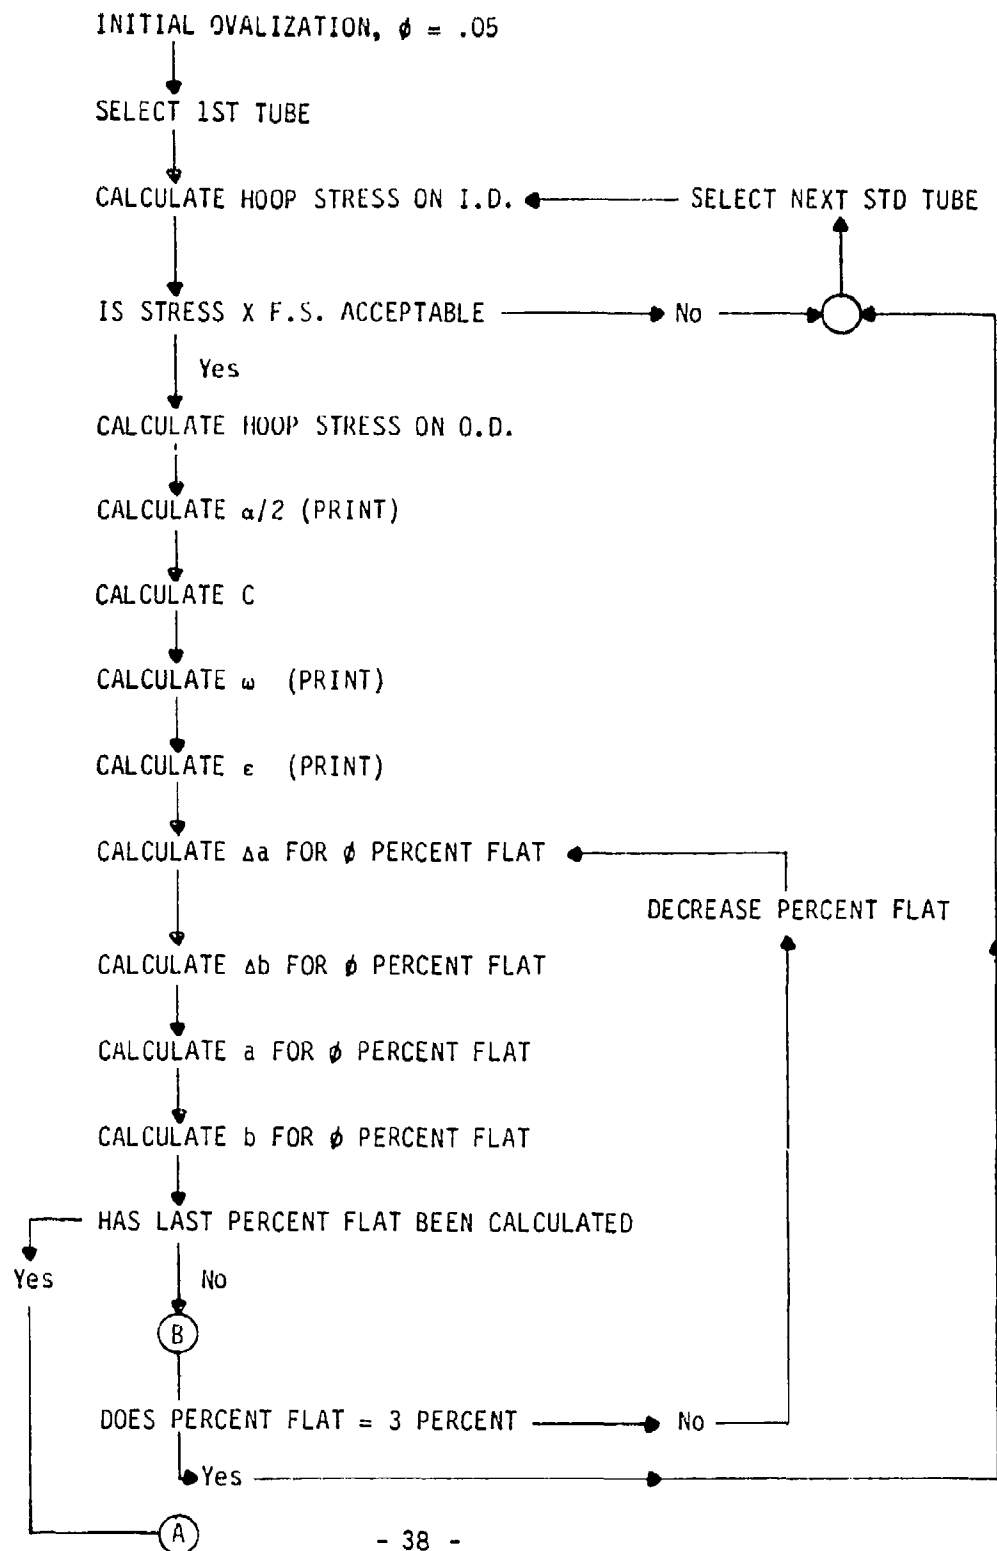 INITIAL OVALIZATION, ϕ = .05
SELECT 1ST TUBE
CALCULATE HOOP STRESS ON I.D.
SELECT NEXT STD TUBE
IS STRESS X F.S. ACCEPTABLE
No
Yes
CALCULATE HOOP STRESS ON O.D.
CALCULATE α/2 (PRINT)
CALCULATE C
CALCULATE ω (PRINT)
CALCULATE ε (PRINT)
CALCULATE Δa FOR ϕ PERCENT FLAT
DECREASE PERCENT FLAT
CALCULATE Δb FOR ϕ PERCENT FLAT
CALCULATE a FOR ϕ PERCENT FLAT
CALCULATE b FOR ϕ PERCENT FLAT
HAS LAST PERCENT FLAT BEEN CALCULATED
Yes
No
B
DOES PERCENT FLAT = 3 PERCENT
No
Yes
A
- 38 -